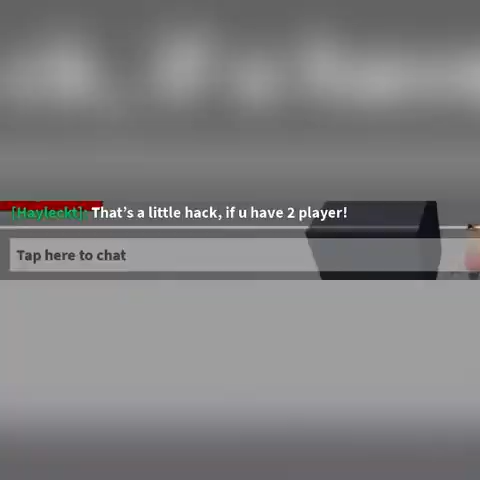 [Hayleckt]: That's a little hack, if u have 2 player!
Tap here to chat